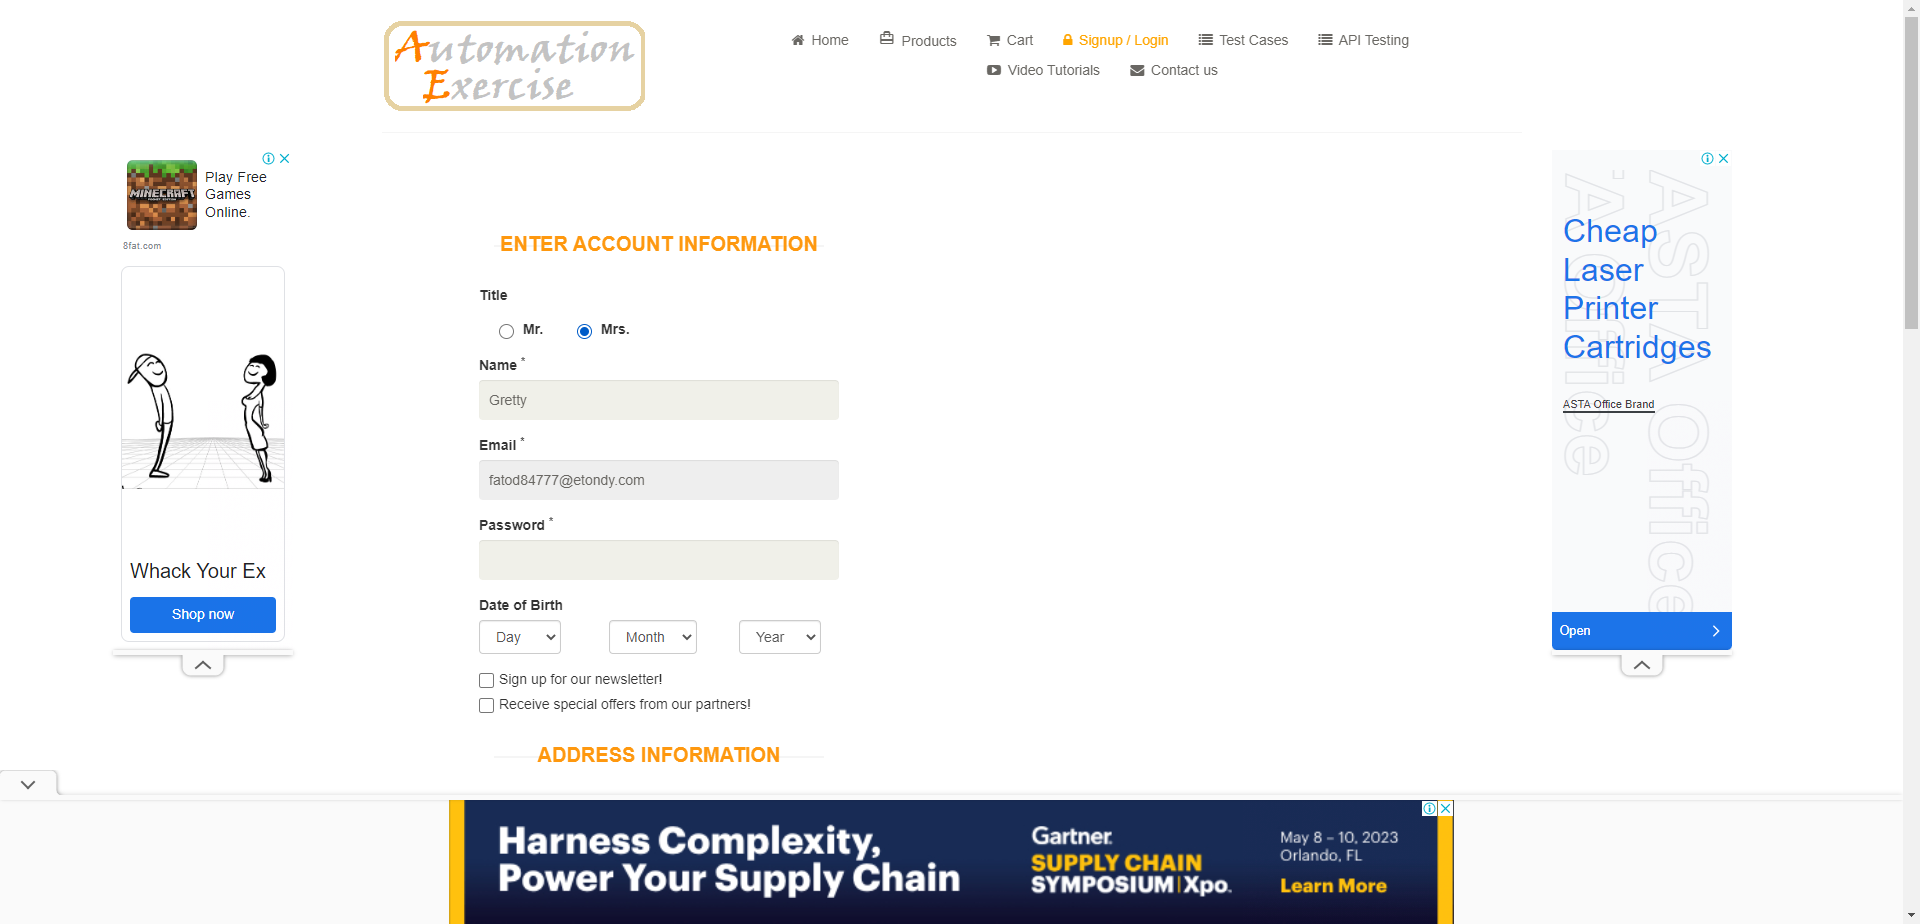 Automation
Exercise
Home
Products
Cart
Signup / Login
Test Cases
API Testing
Video Tutorials
Contact us
MINECRAFT
Play Free
Games
Online.
8fat.com
Whack Your Ex
Shop now
ENTER ACCOUNT INFORMATION
Title
Mr.
Mrs.
Name *
Gretty
Email *
fatod84777@etondy.com
Password *
Date of Birth
Day
Month
Year
Sign up for our newsletter!
Receive special offers from our partners!
ADDRESS INFORMATION
ASTA Office
ASTA Office
Cheap
Laser
Printer
Cartridges
ASTA Office Brand
Open
Harness Complexity,
Power Your Supply Chain
Gartner
SUPPLY CHAIN
SYMPOSIUM | Xpo.
May 8 – 10, 2023
Orlando, FL
Learn More